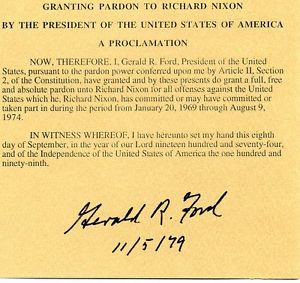 GRANTING PARDON TO RICHARD NIXON
BY THE PRESIDENT OF THE UNITED STATES OF AMERICA
A PROCLAMATION
NOW, THEREFORE, I, Gerald R. Ford, President of the
United States, pursuant to the pardon power conferred upon me by Article II, Section
2, of the Constitution, have granted and by these presents do grant a full, free
and absolute pardon unto Richard Nixon for all offenses against the United
States which he, Richard Nixon, has committed or may have committed or
taken part in during the period from January 20, 1969 through August 9,
1974.
IN WITNESS WHEREOF, I have hereunto set my hand this eighth
day of September, in the year of our Lord nineteen hundred and seventy-four,
and of the Independence of the United States of America the one hundred and
ninety-ninth.
Gerald R. Ford
11/5/79